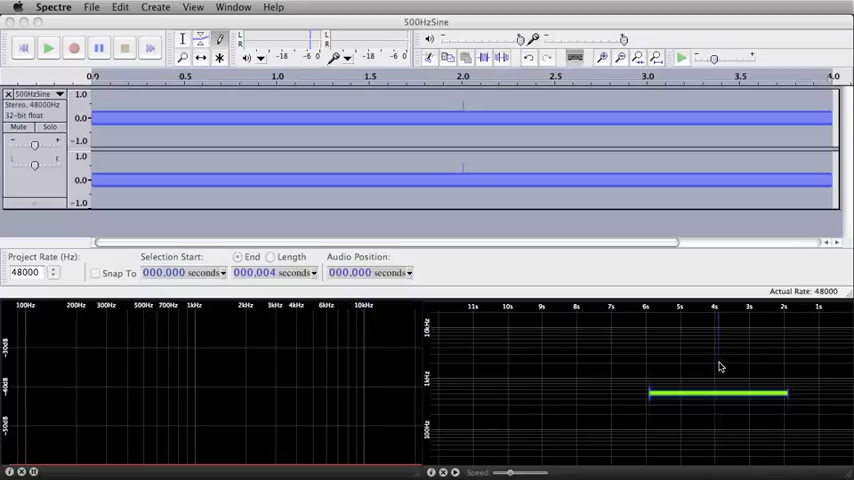 Spectre File Edit Create View Window Help
500HzSine
L R -18 -6 0 L R -18 -6 0
0.0 0.5 1.0 1.5 2.0 2.5 3.0 3.5 4.0
500HzSine
Stereo, 48000Hz
32-bit float
Mute Solo
- +
L R
1.0
0.0
-1.0
1.0
0.0
-1.0
Project Rate (Hz): Selection Start: End Length Audio Position:
48000 Snap To 000,000 seconds 000,004 seconds 000,000 seconds
Actual Rate: 48000
100Hz 200Hz 300Hz 500Hz 700Hz 1kHz 2kHz 3kHz 4kHz 6kHz 10kHz
-30dB
-40dB
-50dB
11s 10s 9s 8s 7s 6s 5s 4s 3s 2s 1s
10kHz
1kHz
100Hz
Speed: